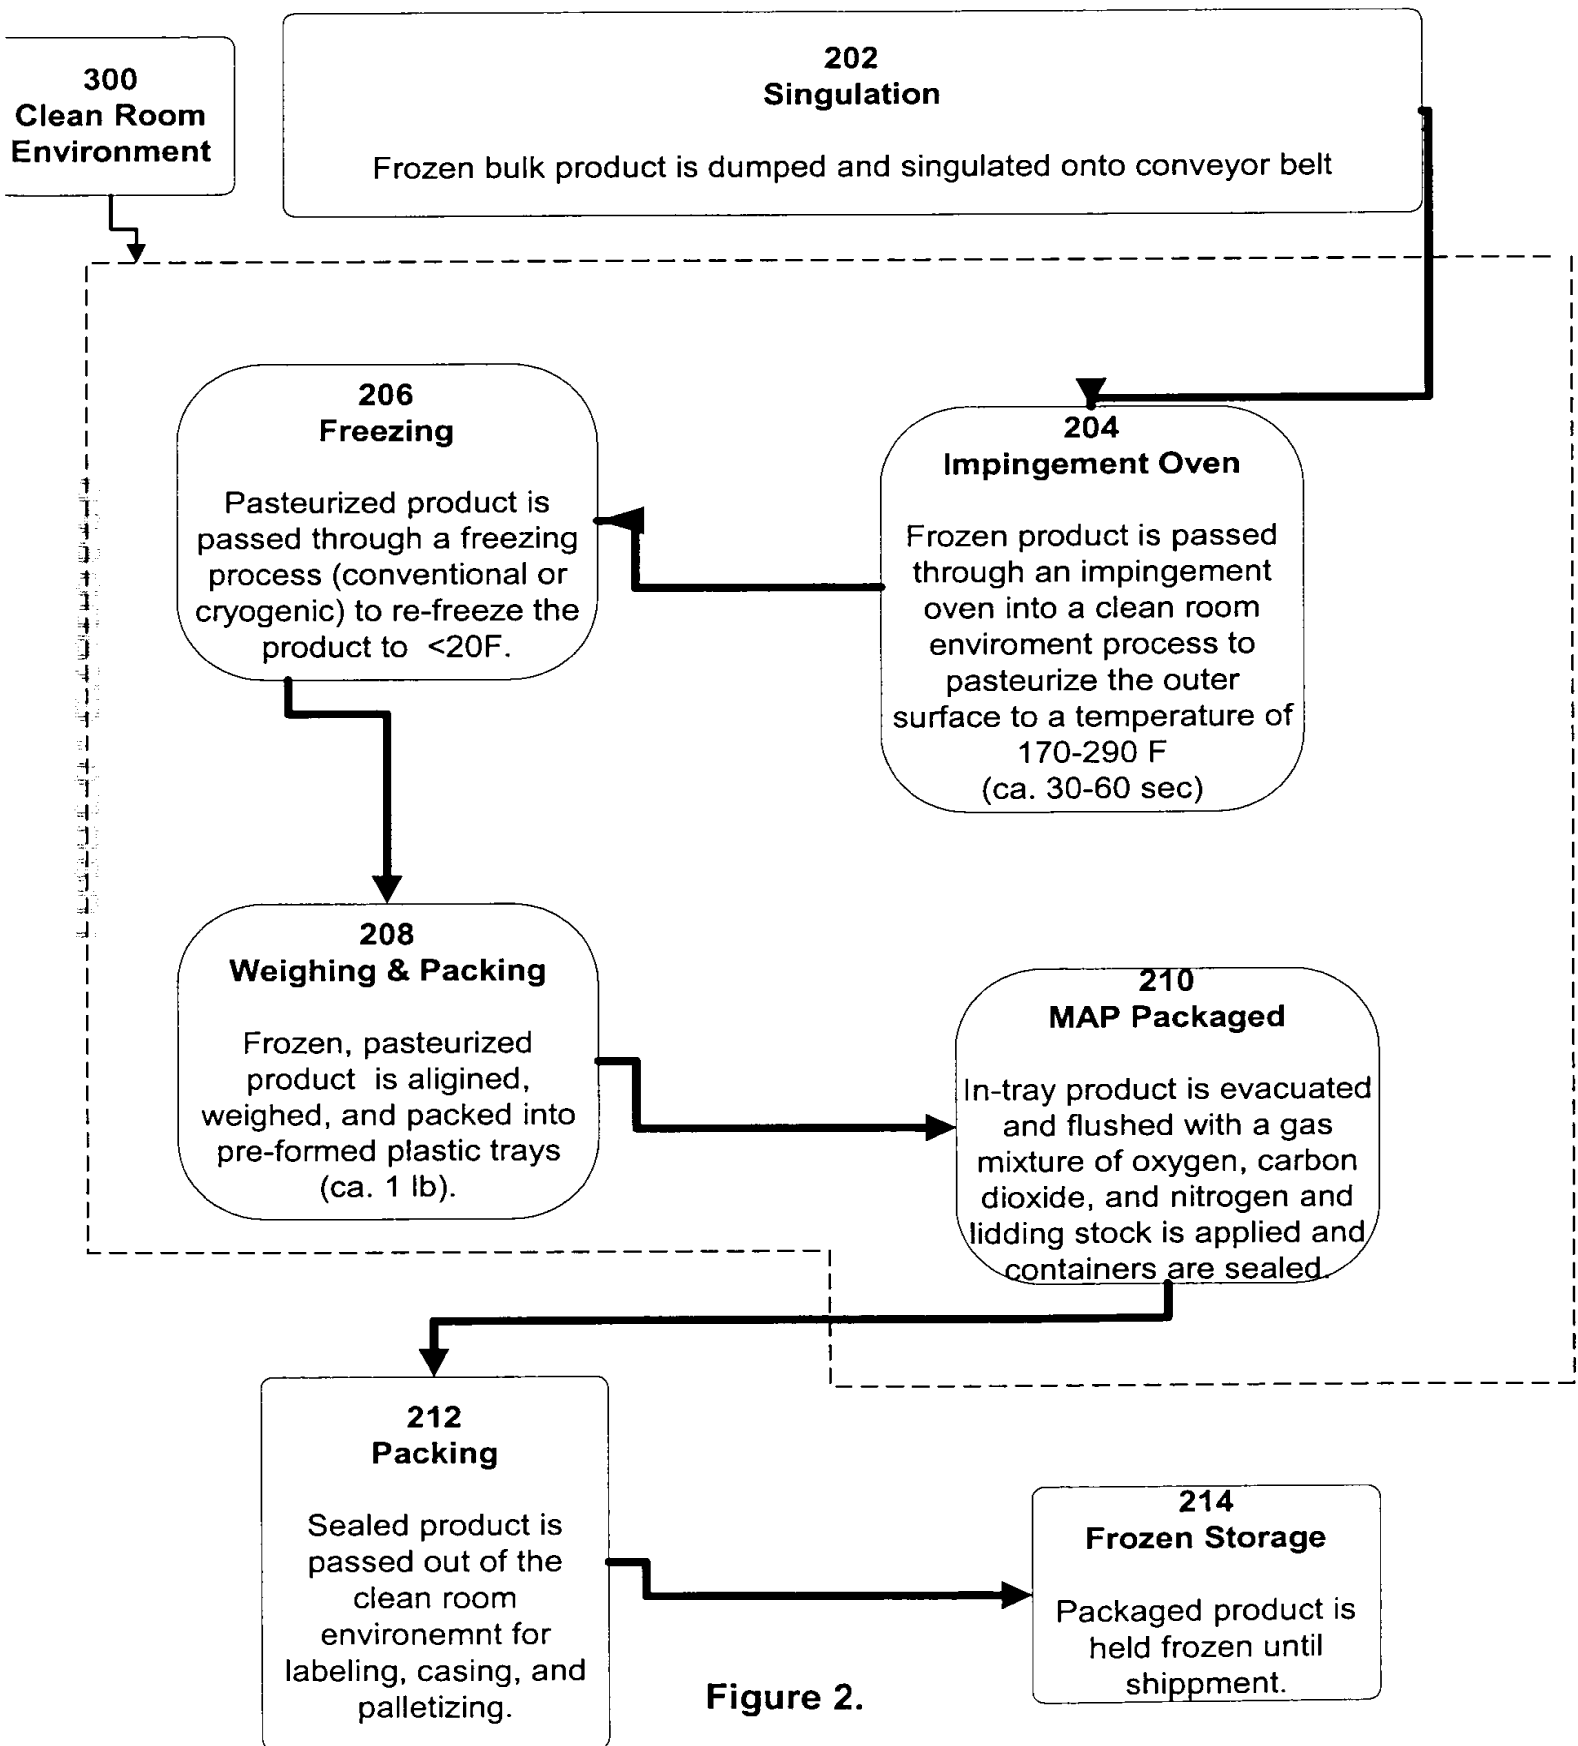 300
Clean Room
Environment
202
Singulation
Frozen bulk product is dumped and singulated onto conveyor belt
206
Freezing
Pasteurized product is
passed through a freezing
process (conventional or
cryogenic) to re-freeze the
product to <20F.
204
Impingement Oven
Frozen product is passed
through an impingement
oven into a clean room
enviroment process to
pasteurize the outer
surface to a temperature of
170-290 F
(ca. 30-60 sec)
208
Weighing & Packing
Frozen, pasteurized
product is aligined,
weighed, and packed into
pre-formed plastic trays
(ca. 1 lb).
210
MAP Packaged
In-tray product is evacuated
and flushed with a gas
mixture of oxygen, carbon
dioxide, and nitrogen and
lidding stock is applied and
containers are sealed.
212
Packing
Sealed product is
passed out of the
clean room
environemnt for
labeling, casing, and
palletizing.
214
Frozen Storage
Packaged product is
held frozen until
shippment.
Figure 2.